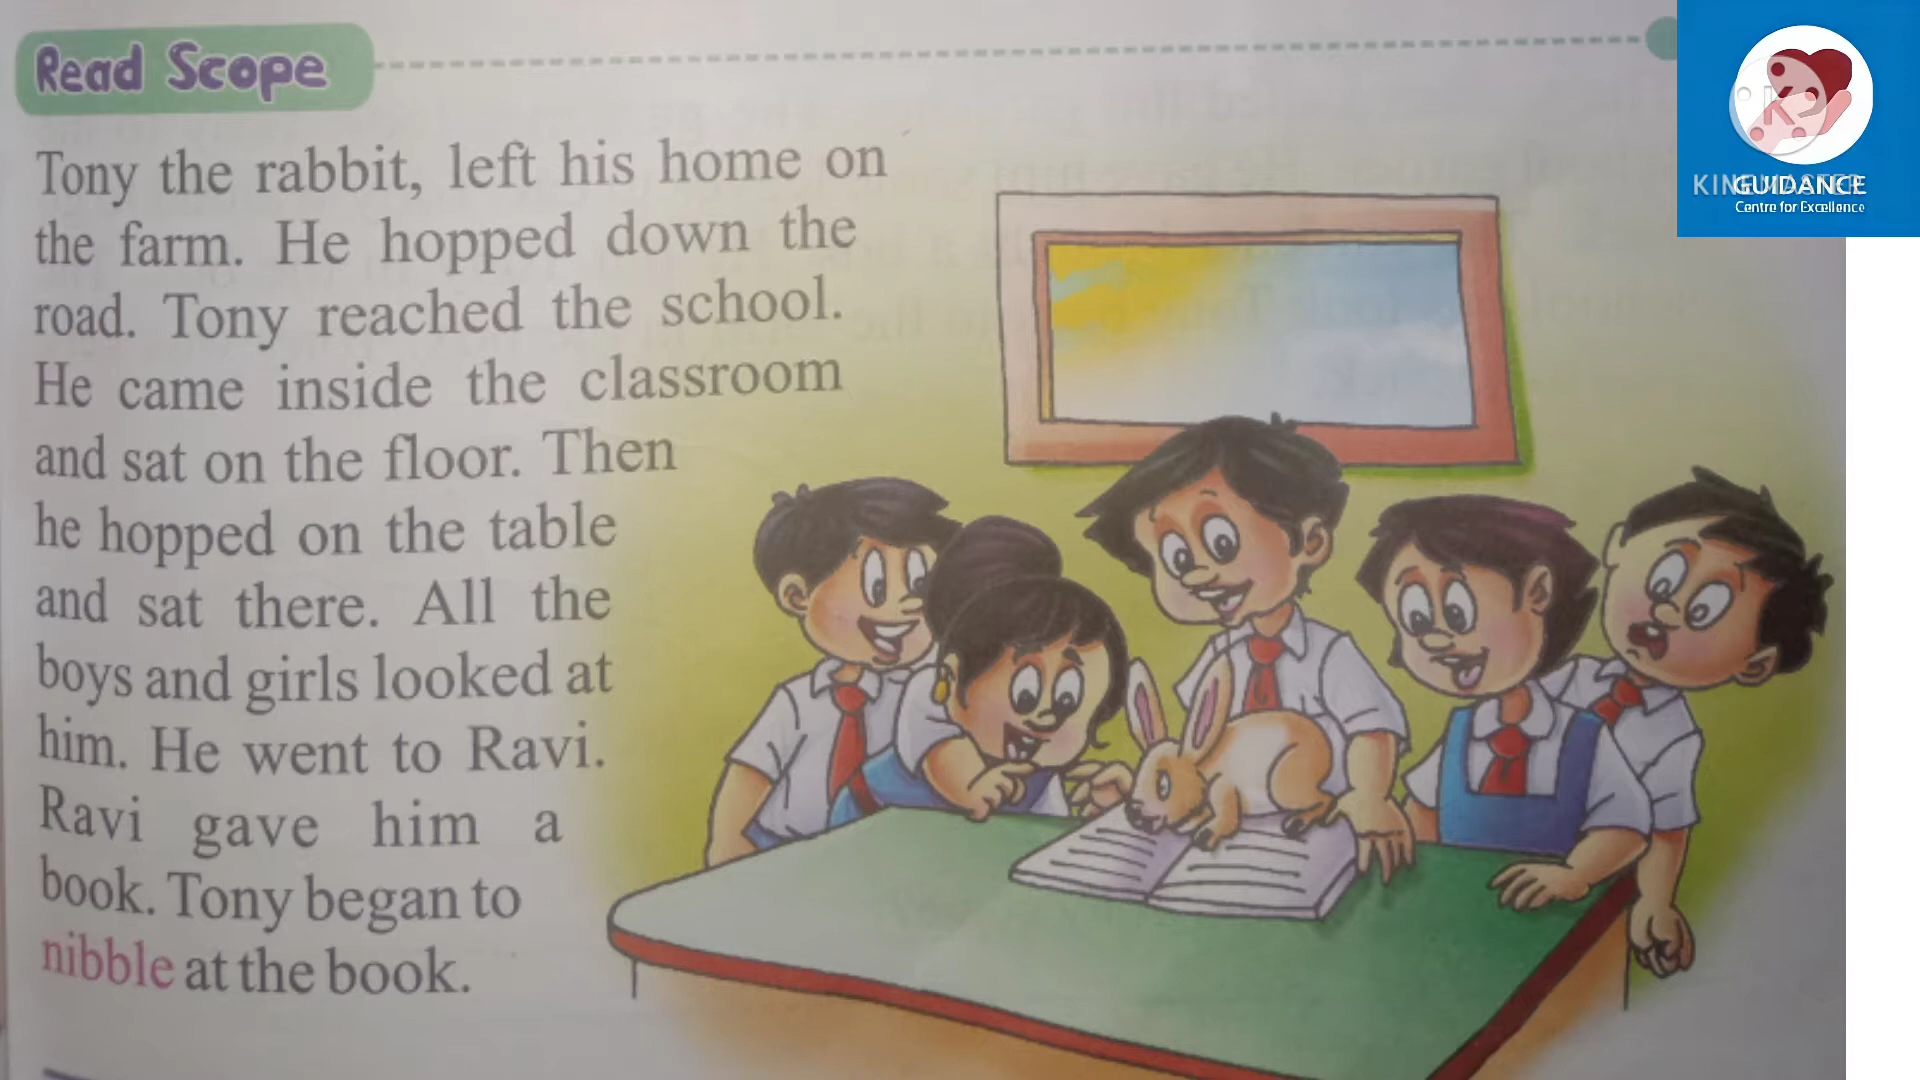 Read Scope
Tony the rabbit, left his home on
the farm. He hopped down the
road. Tony reached the school.
He came inside the classroom
and sat on the floor. Then
he hopped on the table
and sat there. All the
boys and girls looked at
him. He went to Ravi.
Ravi gave him a
book. Tony began to
nibble at the book.
K
KINEMASTER
GUIDANCE
Centre for Excellence